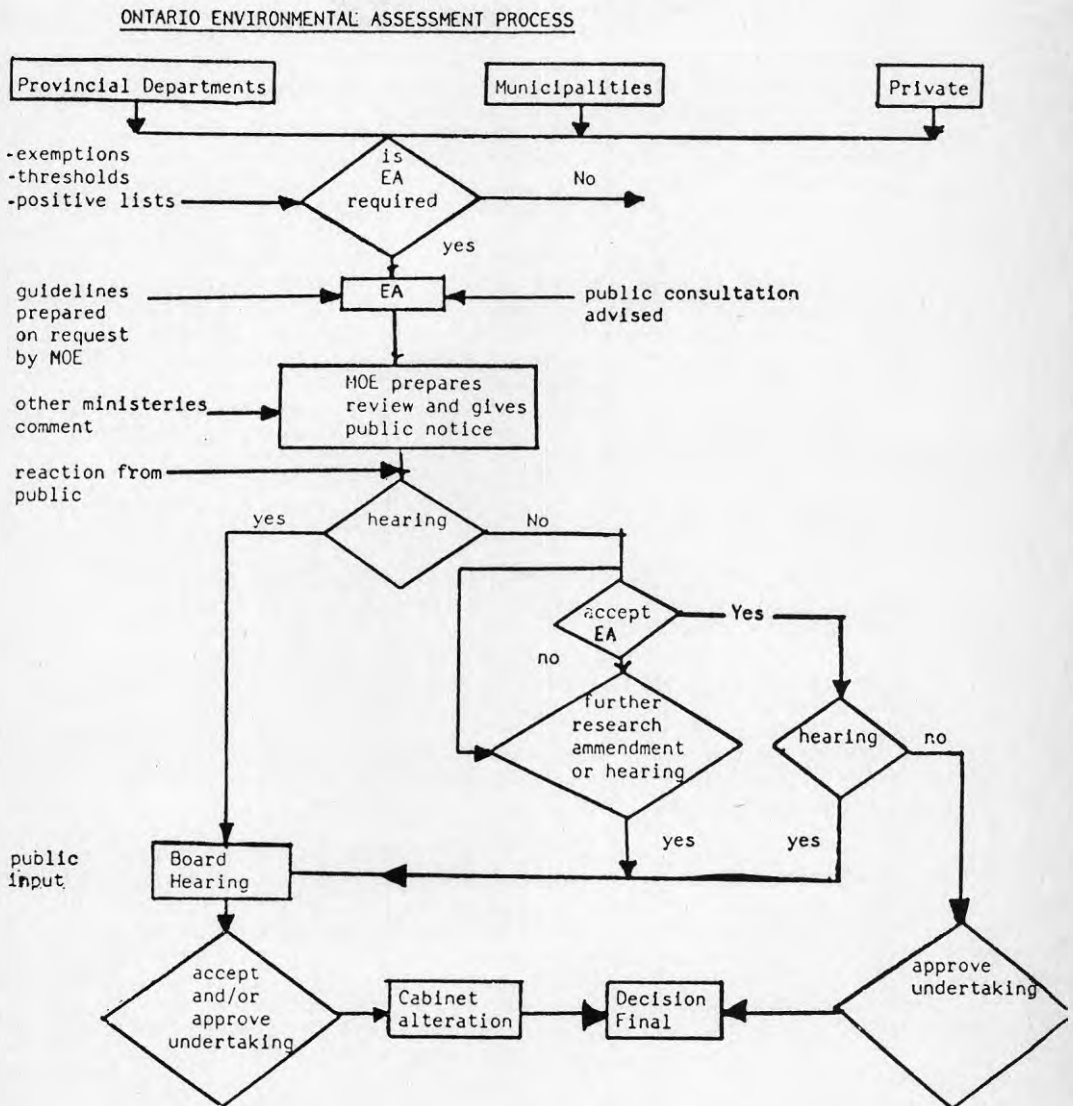 ONTARIO ENVIRONMENTAL ASSESSMENT PROCESS
Provincial Departments
Municipalities
Private
-exemptions
-thresholds
-positive lists
is
EA
required
No
yes
guidelines
prepared
on request
by MOE
EA
public consultation
advised
MOE prepares
review and gives
public notice
other ministeries
comment
reaction from
public
yes
hearing
No
accept
EA
Yes
no
further
research
ammendment
or hearing
hearing
no
yes
yes
public
input
Board
Hearing
accept
and/or
approve
undertaking
Cabinet
alteration
Decision
Final
approve
undertaking